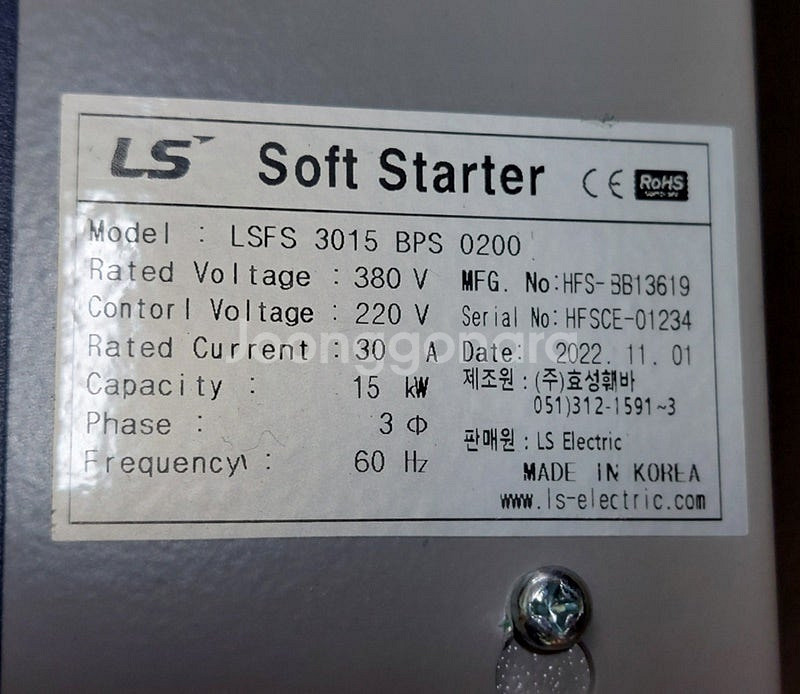 LS Soft Starter CE RoHS
Model : LSFS 3015 BPS 0200
Rated Voltage : 380 V MFG. No:HFS-BB13619
Contorl Voltage : 220 V Serial No: HFSCE-01234
Rated Current : 30 A Date: 2022. 11. 01
Capacity : 15 kW 제조원 : (주)효성훼바
051)312-1591~3
Phase : 3 Φ
판매원 : LS Electric
Frequency : 60 Hz
MADE IN KOREA
www.ls-electric.com
Joonggonara